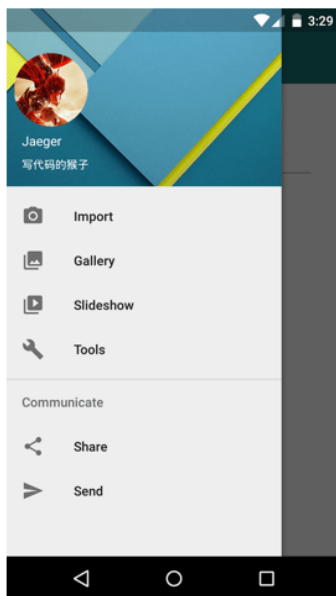 3:29
Jaeger
写代码的猴子
Import
Gallery
Slideshow
Tools
Communicate
Share
Send